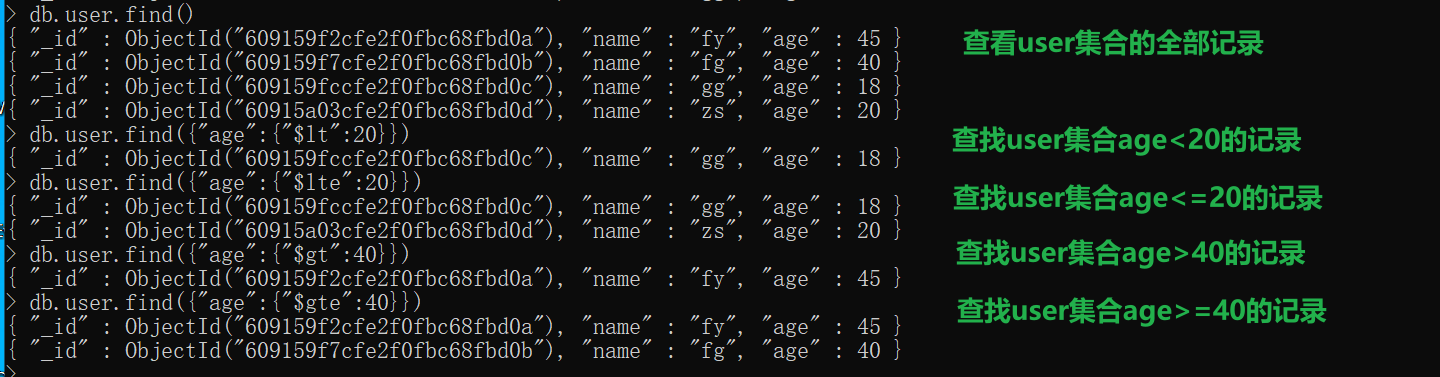 > db.user.find()
{ "_id" : ObjectId("609159f2cfe2f0fbc68fbd0a"), "name" : "fy", "age" : 45 }
查看user集合的全部记录
{ "_id" : ObjectId("609159f7cfe2f0fbc68fbd0b"), "name" : "fg", "age" : 40 }
{ "_id" : ObjectId("609159fccfe2f0fbc68fbd0c"), "name" : "gg", "age" : 18 }
{ "_id" : ObjectId("60915a03cfe2f0fbc68fbd0d"), "name" : "zs", "age" : 20 }
> db.user.find({"age":{"$lt":20}})
查找user集合age<20的记录
{ "_id" : ObjectId("609159fccfe2f0fbc68fbd0c"), "name" : "gg", "age" : 18 }
> db.user.find({"age":{"$lte":20}})
查找user集合age<=20的记录
{ "_id" : ObjectId("609159fccfe2f0fbc68fbd0c"), "name" : "gg", "age" : 18 }
{ "_id" : ObjectId("60915a03cfe2f0fbc68fbd0d"), "name" : "zs", "age" : 20 }
> db.user.find({"age":{"$gt":40}})
查找user集合age>40的记录
{ "_id" : ObjectId("609159f2cfe2f0fbc68fbd0a"), "name" : "fy", "age" : 45 }
> db.user.find({"age":{"$gte":40}})
查找user集合age>=40的记录
{ "_id" : ObjectId("609159f2cfe2f0fbc68fbd0a"), "name" : "fy", "age" : 45 }
{ "_id" : ObjectId("609159f7cfe2f0fbc68fbd0b"), "name" : "fg", "age" : 40 }
>